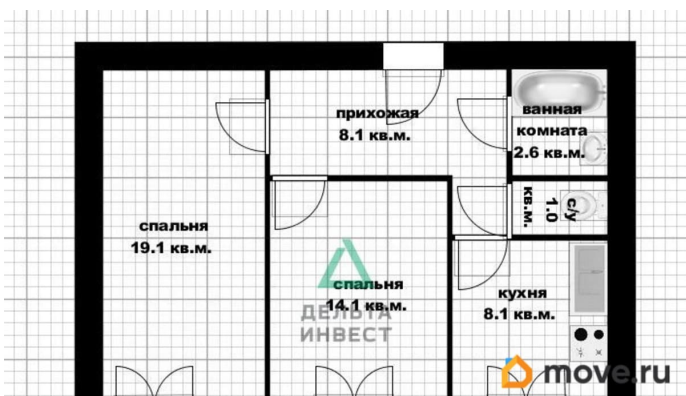 прихожая
8.1 кв.м.
ванная
комната
2.6 кв.м.
спальня
19.1 кв.м.
с/у
1.0
кв.м.
спальня
14.1 кв.м.
кухня
8.1 кв.м.
ДЕЛЬТА
ИНВЕСТ
move.ru